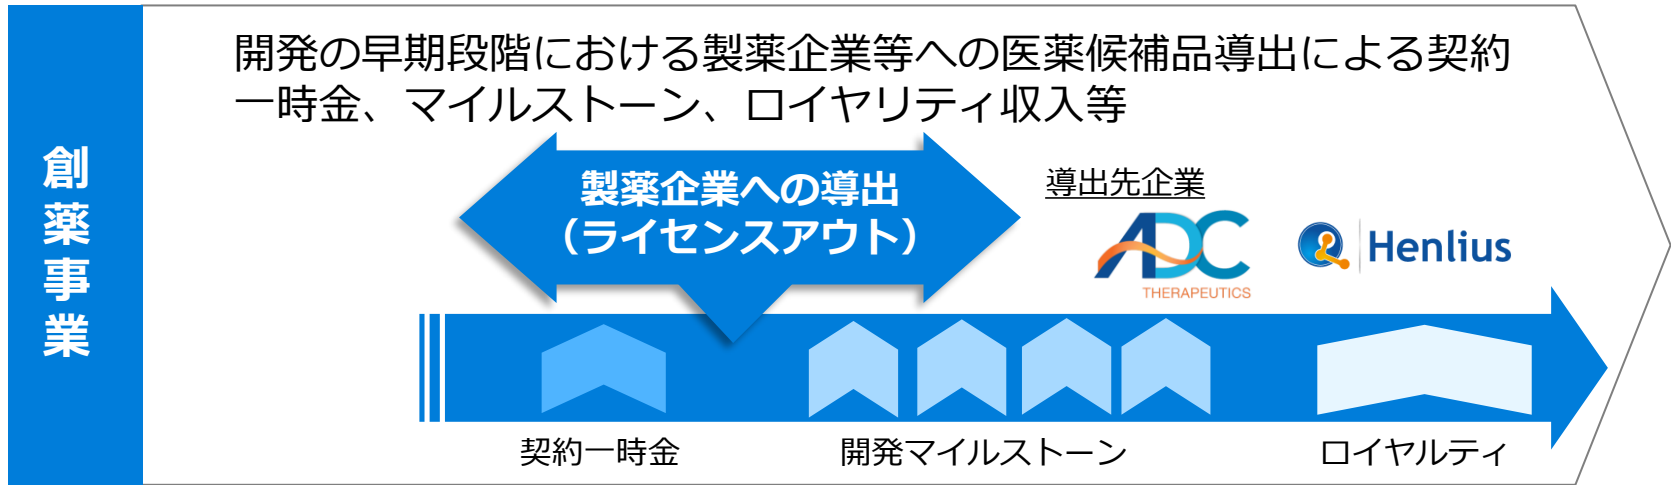 創薬事業
開発の早期段階における製薬企業等への医薬候補品導出による契約
一時金、マイルストーン、ロイヤリティ収入等
製薬企業への導出
（ライセンスアウト）
導出先企業
ADC
THERAPEUTICS
Henlius
契約一時金
開発マイルストーン
ロイヤルティ